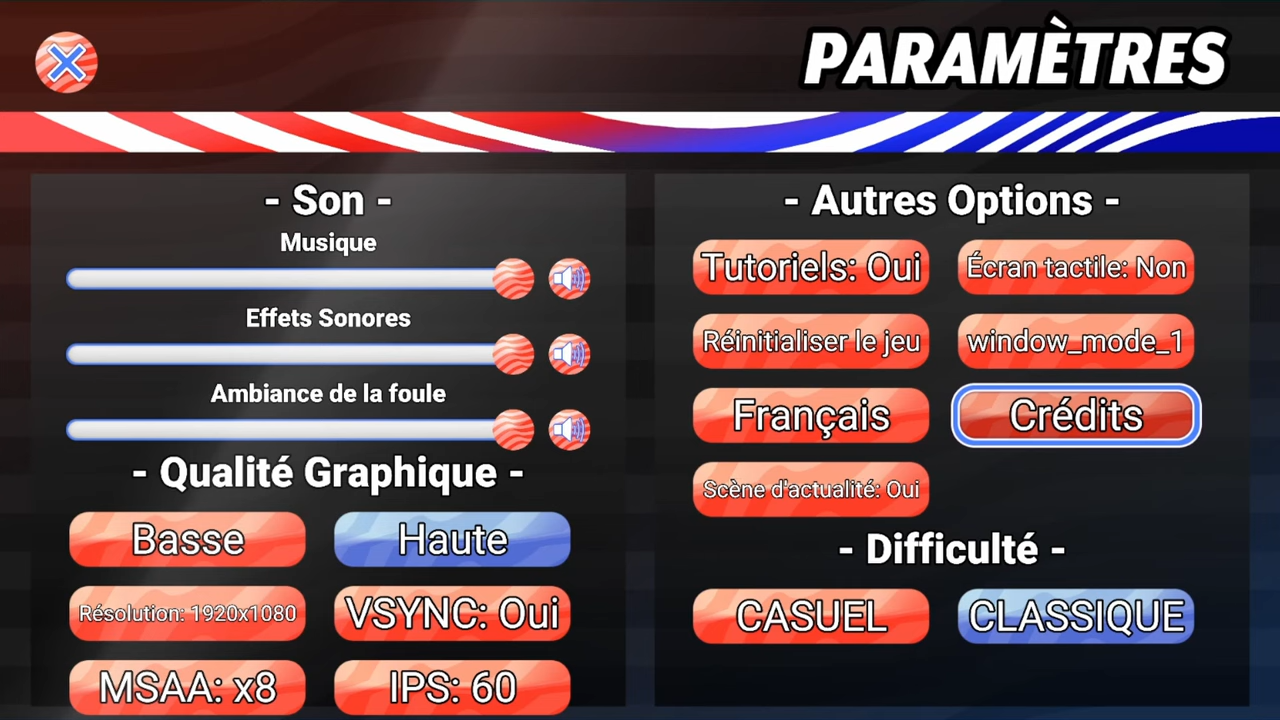 PARAMÈTRES
- Son -
Musique
Effets Sonores
Ambiance de la foule
- Qualité Graphique -
Basse
Haute
Résolution: 1920x1080
VSYNC: Oui
MSAA: x8
IPS: 60
- Autres Options -
Tutoriels: Oui
Écran tactile: Non
Réinitialiser le jeu
window_mode_1
Français
Crédits
Scène d'actualité: Oui
- Difficulté -
CASUEL
CLASSIQUE